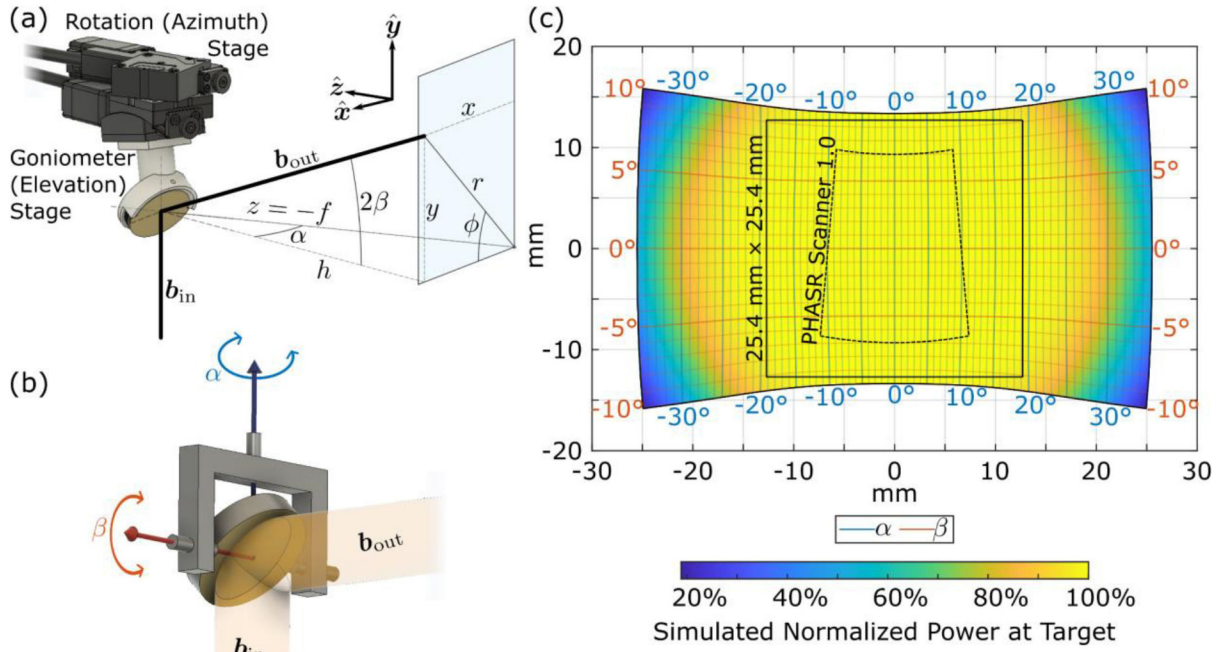 (a)
Rotation (Azimuth)
Stage
Goniometer
(Elevation)
Stage
ŷ
ẑ
x̂
x
b_out
r
2β
y
ϕ
z = −f
α
h
b_in
(b)
α
β
b_out
(c)
20
10
0
-10
-20
mm
-30 -20 -10 0 10 20 30
mm
10° -30° -20° -10° 0° 10° 20° 30° 10°
5° 5°
0° 0°
-5° -5°
-10° -30° -20° -10° 0° 10° 20° 30° -10°
25.4 mm × 25.4 mm
PHASR Scanner 1.0
α β
20% 40% 60% 80% 100%
Simulated Normalized Power at Target